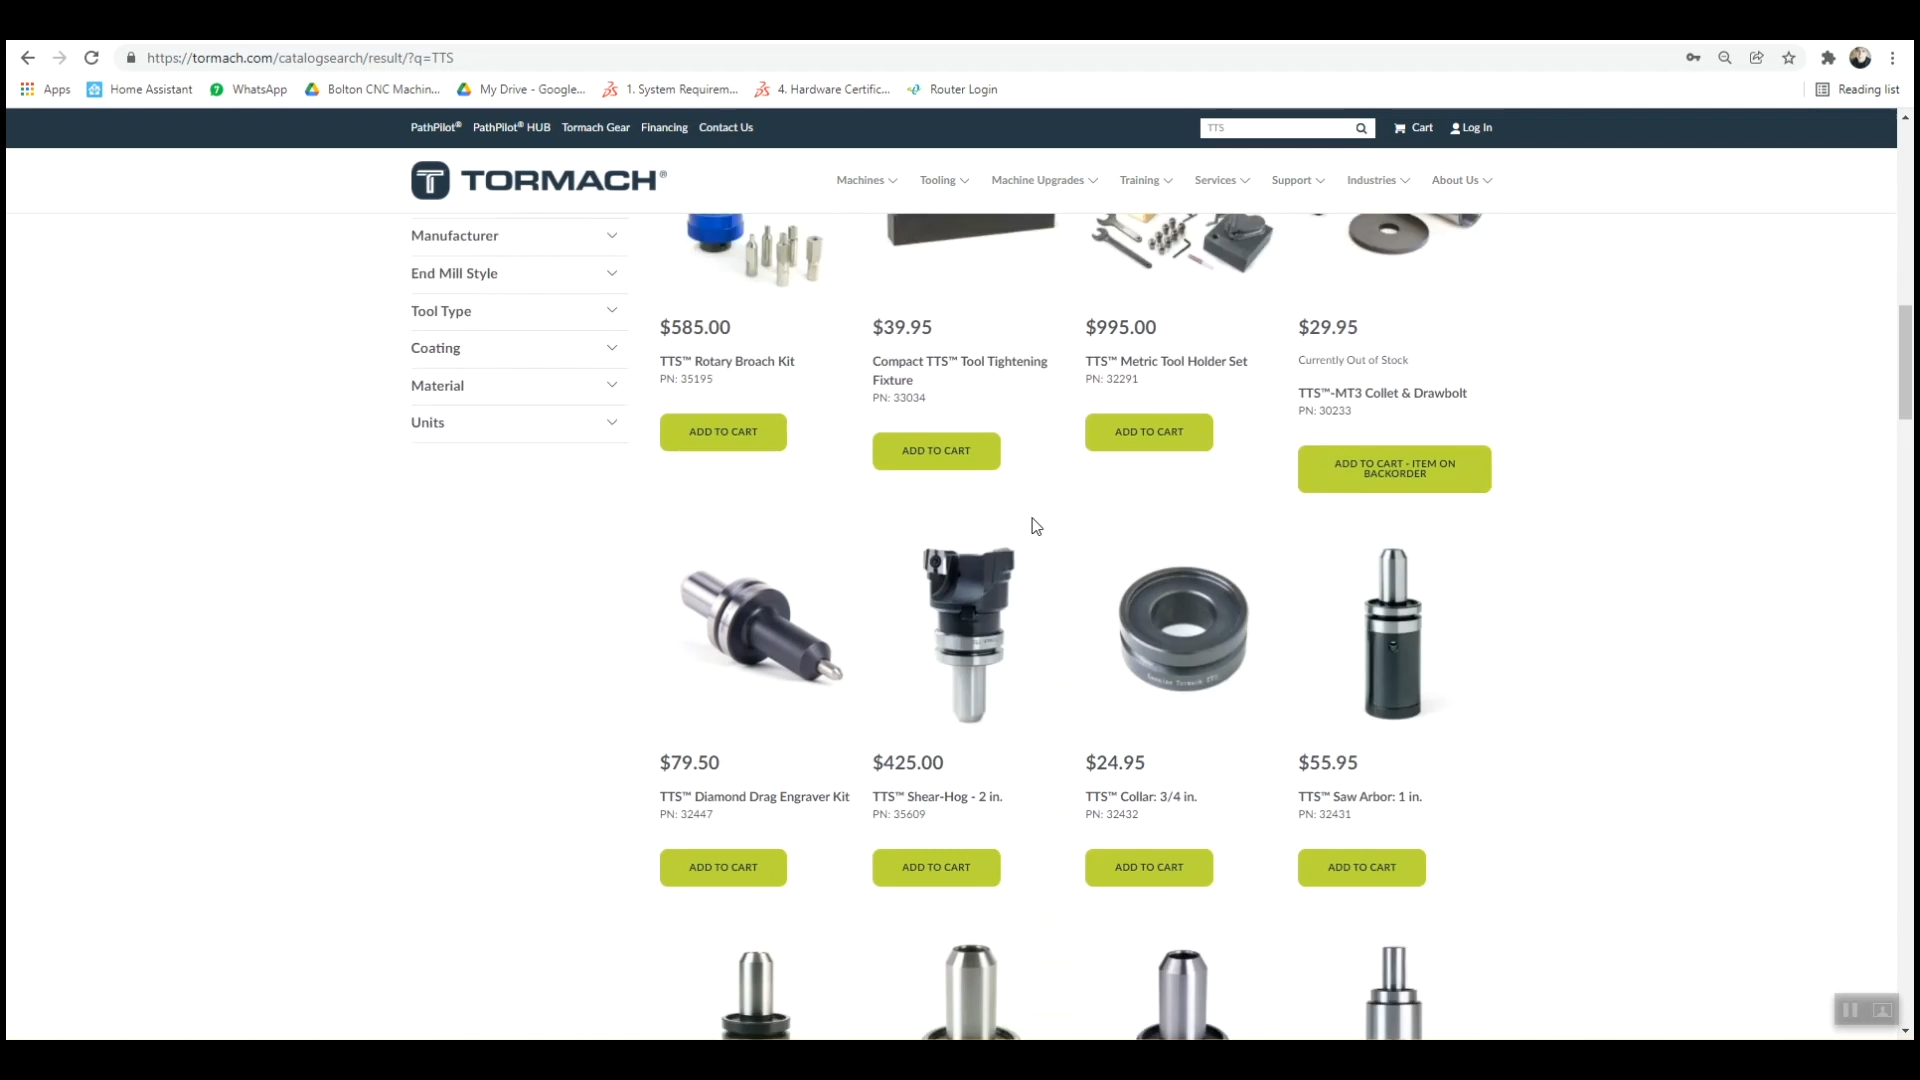 https://tormach.com/catalogsearch/result/?q=TTS
Apps Home Assistant WhatsApp Bolton CNC Machin... My Drive - Google... 1. System Requirem... 4. Hardware Certific... Router Login Reading list
PathPilot® PathPilot® HUB Tormach Gear Financing Contact Us TTS Cart Log In
TORMACH® Machines Tooling Machine Upgrades Training Services Support Industries About Us
Manufacturer
End Mill Style
Tool Type
Coating
Material
Units
$585.00
TTS™ Rotary Broach Kit
PN: 35195
ADD TO CART
$39.95
Compact TTS™ Tool Tightening
Fixture
PN: 33034
ADD TO CART
$995.00
TTS™ Metric Tool Holder Set
PN: 32291
ADD TO CART
$29.95
Currently Out of Stock
TTS™-MT3 Collet & Drawbolt
PN: 30233
ADD TO CART - ITEM ON
BACKORDER
Genuine Tormach TTS
$79.50
TTS™ Diamond Drag Engraver Kit
PN: 32447
ADD TO CART
$425.00
TTS™ Shear-Hog - 2 in.
PN: 35609
ADD TO CART
$24.95
TTS™ Collar: 3/4 in.
PN: 32432
ADD TO CART
$55.95
TTS™ Saw Arbor: 1 in.
PN: 32431
ADD TO CART